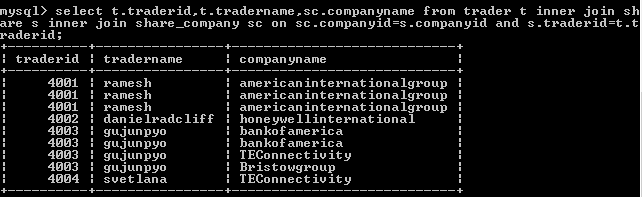 mysql> select t.traderid,t.tradername,sc.companyname from trader t inner join sh
are s inner join share_company sc on sc.companyid=s.companyid and s.traderid=t.t
raderid;
+----------+----------------+----------------------------+
| traderid | tradername | companyname |
+----------+----------------+----------------------------+
| 4001 | ramesh | americaninternationalgroup |
| 4001 | ramesh | americaninternationalgroup |
| 4001 | ramesh | americaninternationalgroup |
| 4002 | danielradcliff | honeywellinternational |
| 4003 | gujunpyo | bankofamerica |
| 4003 | gujunpyo | bankofamerica |
| 4003 | gujunpyo | TEConnectivity |
| 4003 | gujunpyo | Bristowgroup |
| 4004 | svetlana | TEConnectivity |
+----------+----------------+----------------------------+